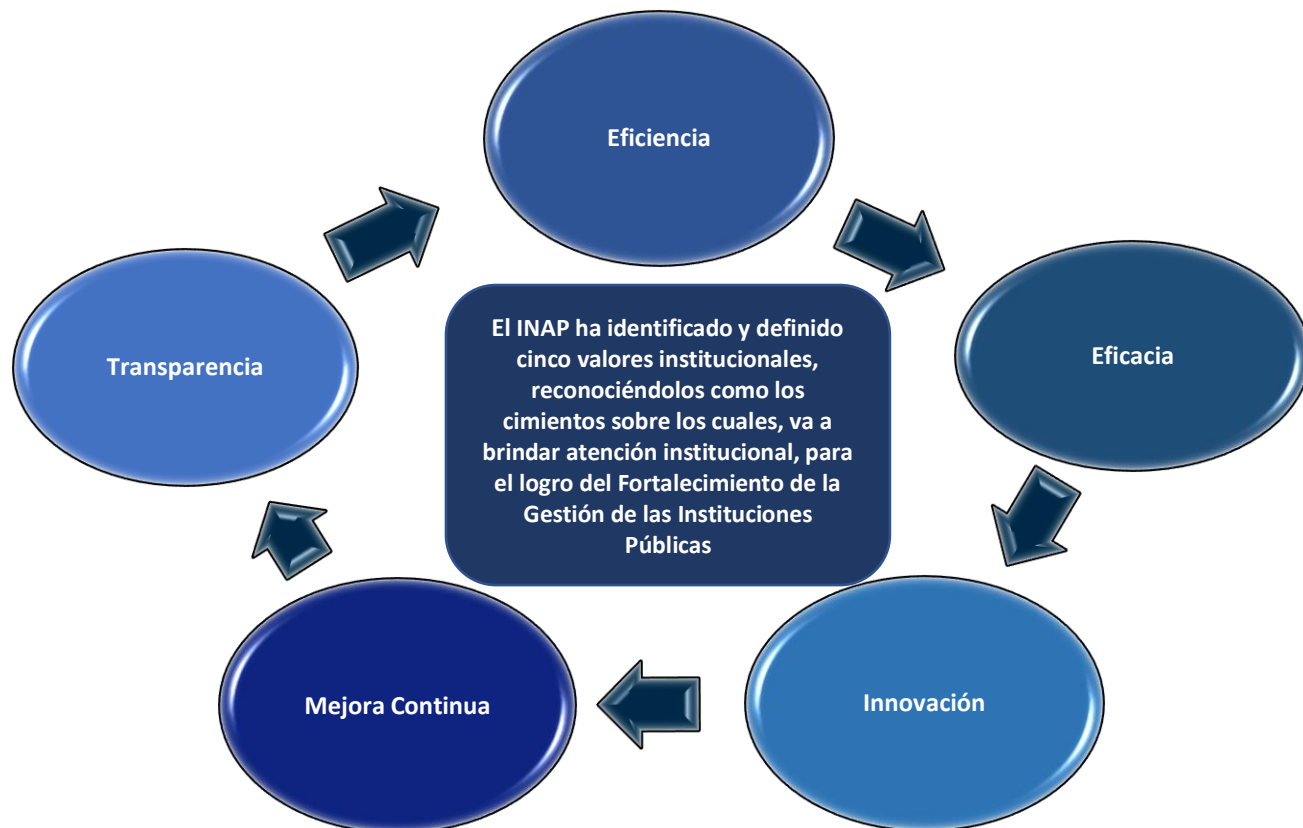 Eficiencia
Transparencia
Eficacia
El INAP ha identificado y definido
cinco valores institucionales,
reconociéndolos como los
cimientos sobre los cuales, va a
brindar atención institucional, para
el logro del Fortalecimiento de la
Gestión de las Instituciones
Públicas
Mejora Continua
Innovación